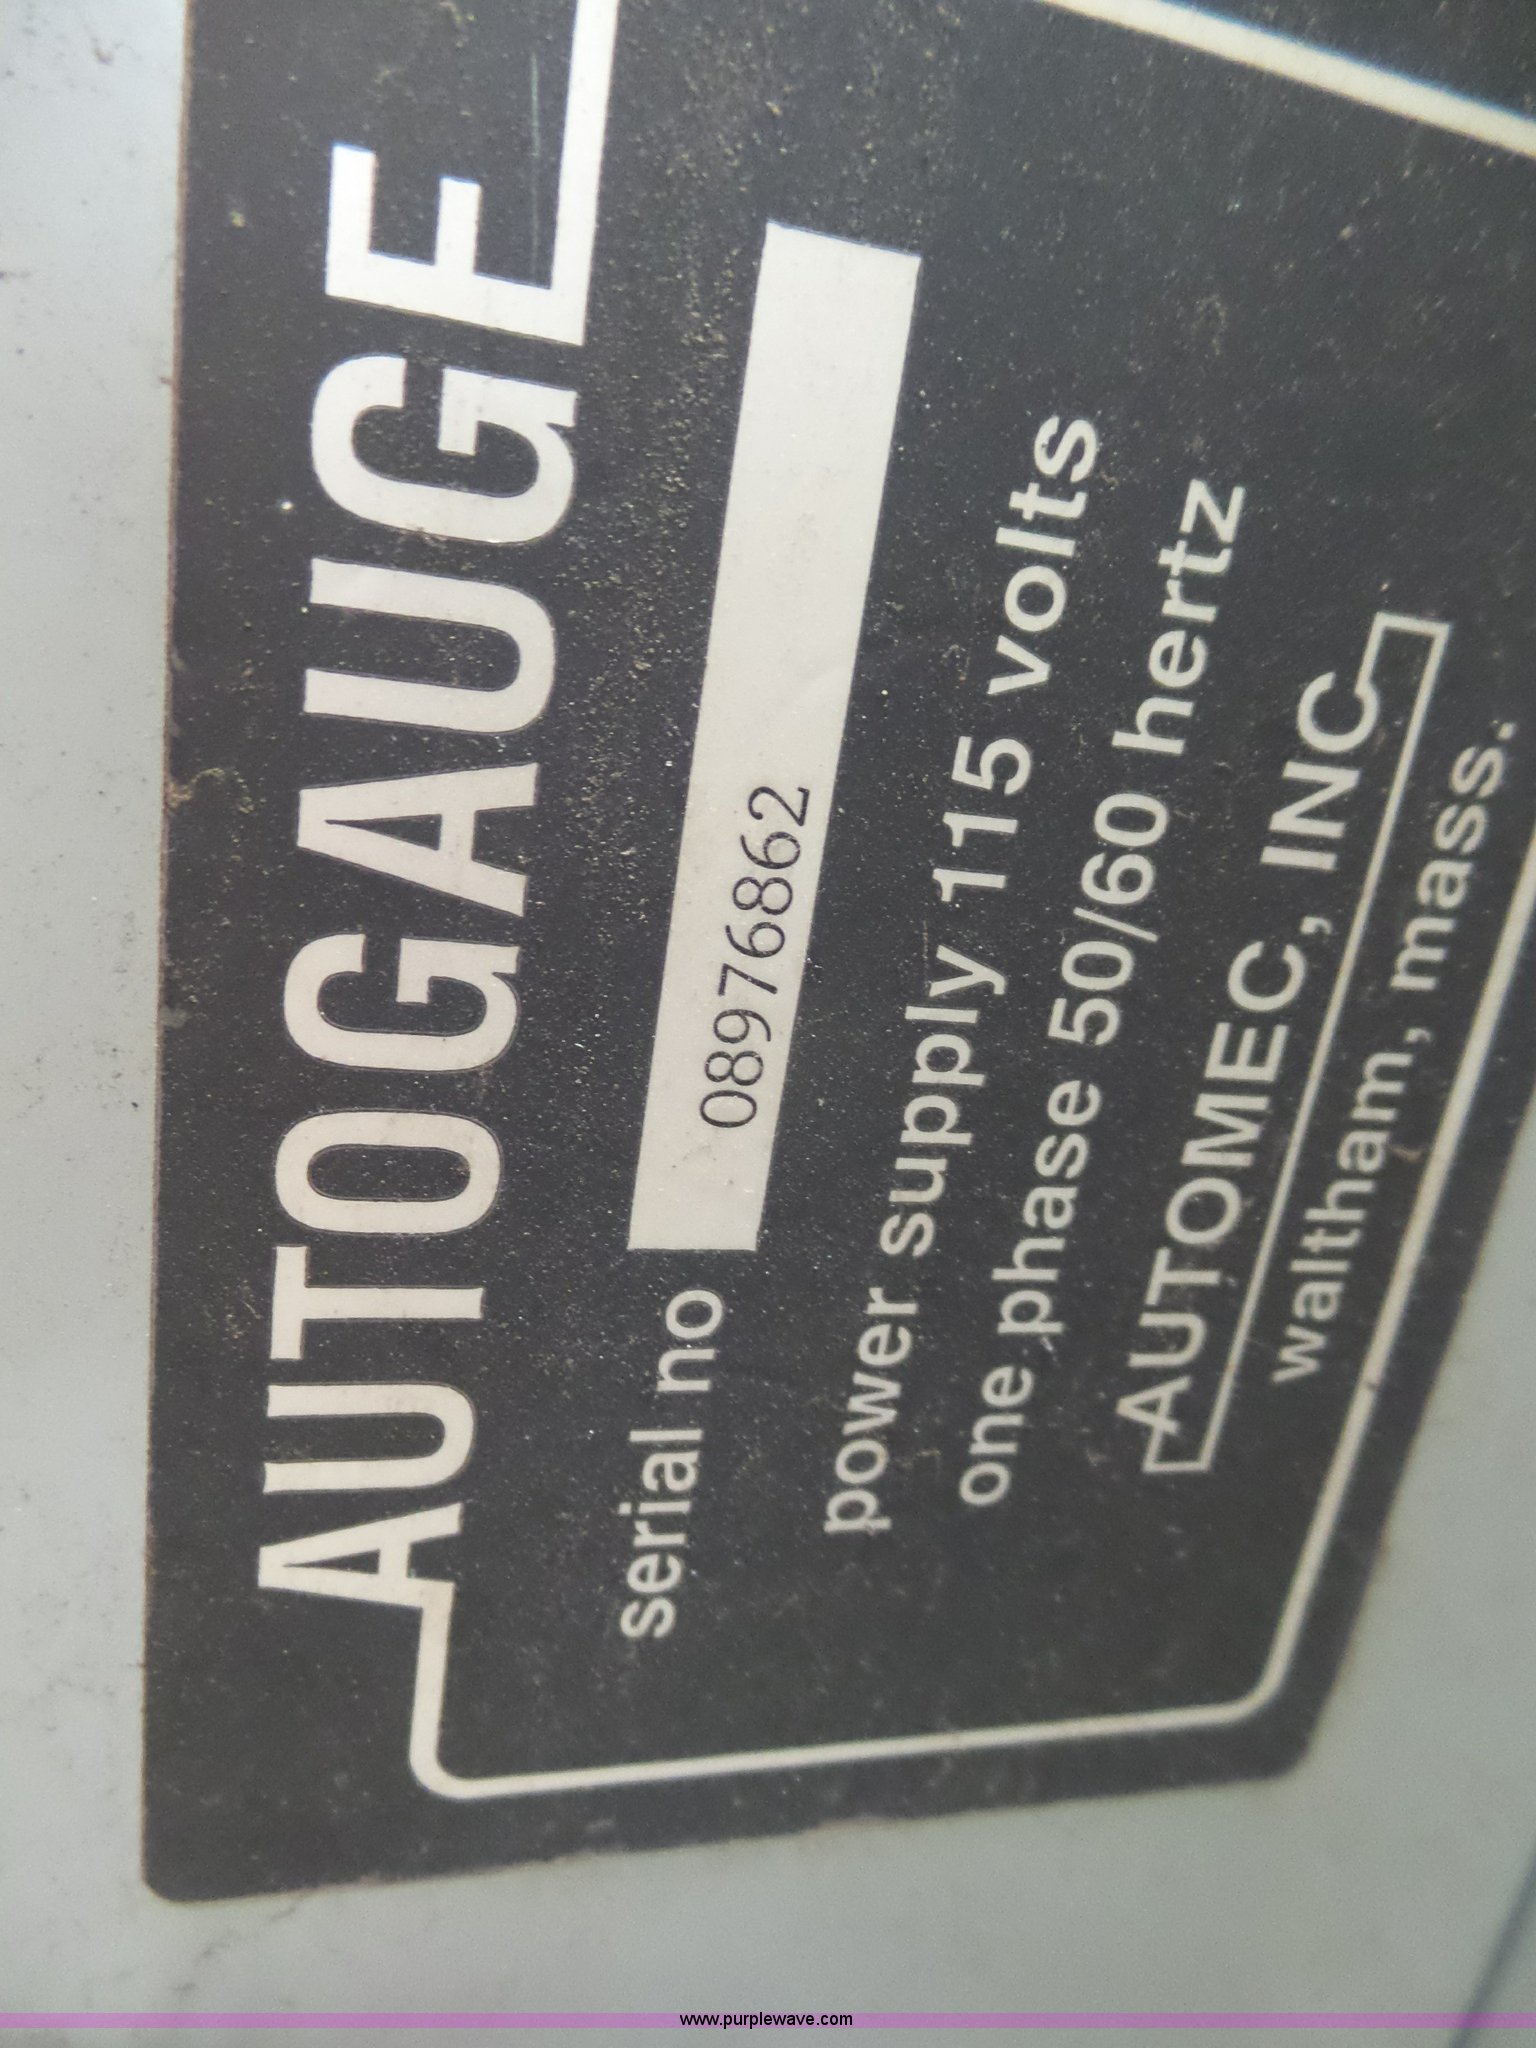 AUTOGAUGE
serial no 08976862
power supply 115 volts
one phase 50/60 hertz
AUTOMEC, INC
waltham, mass.
www.purplewave.com